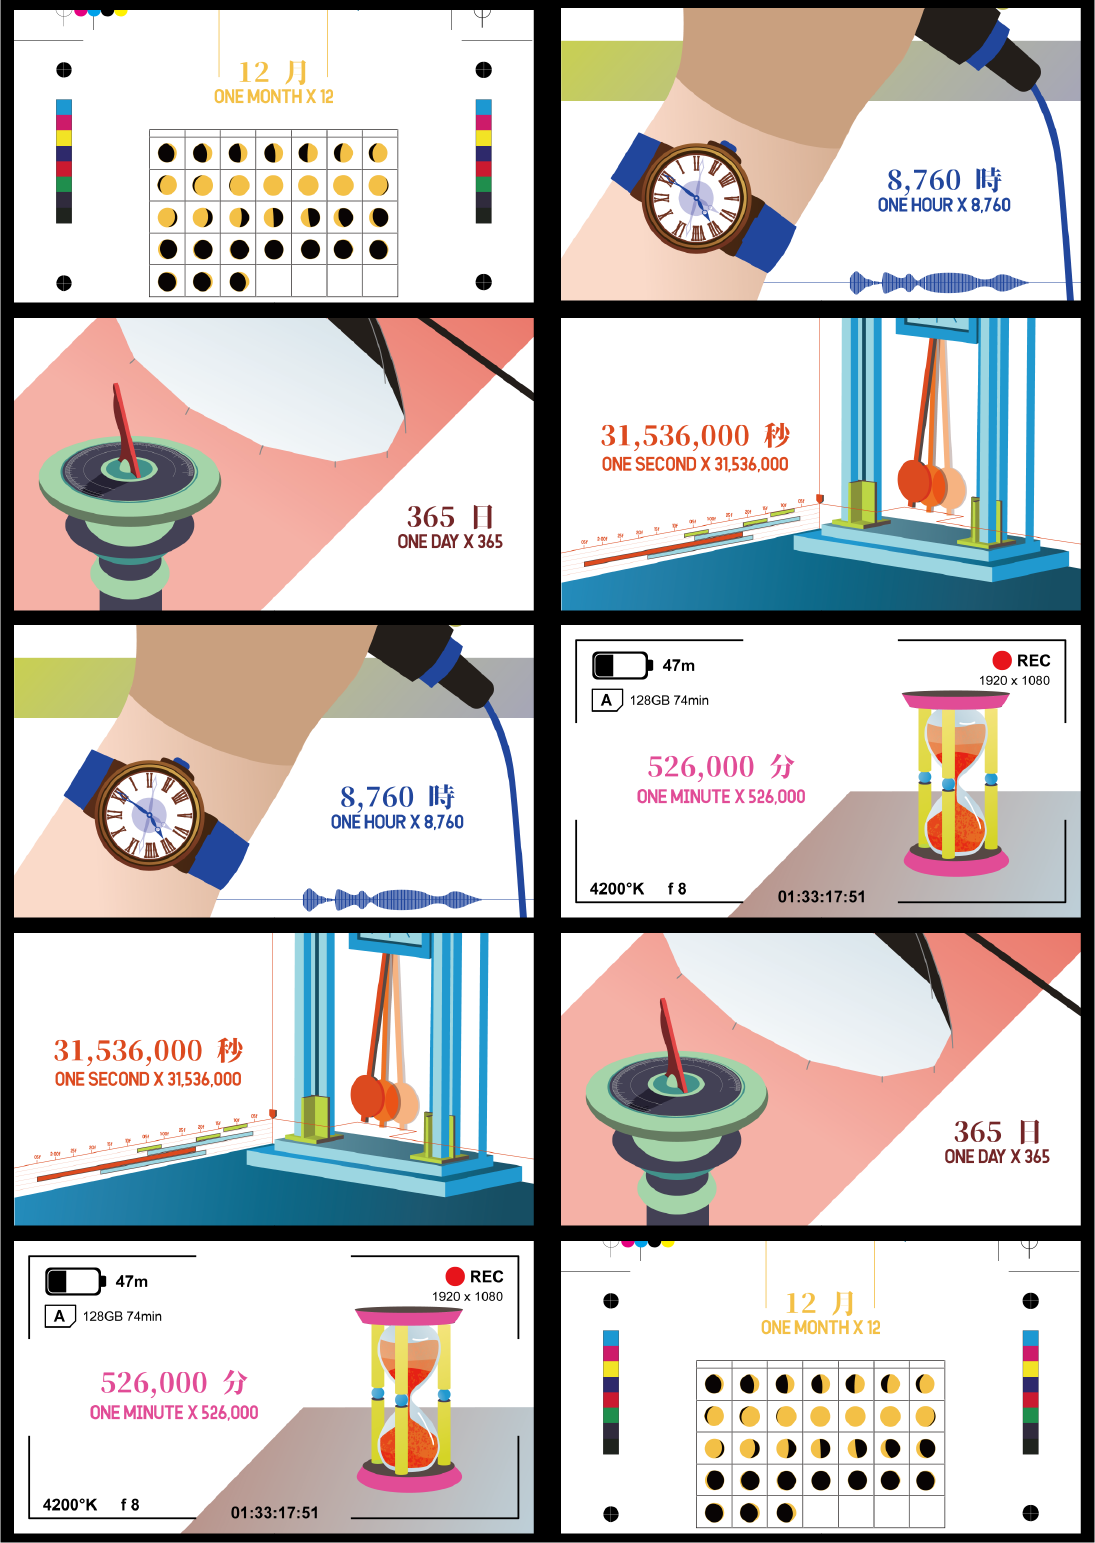 12 月
ONE MONTH X 12
8,760 時
ONE HOUR X 8,760
365 日
ONE DAY X 365
31,536,000 秒
ONE SECOND X 31,536,000
8,760 時
ONE HOUR X 8,760
47m
REC
1920 x 1080
A 128GB 74min
526,000 分
ONE MINUTE X 526,000
4200°K f 8
01:33:17:51
31,536,000 秒
ONE SECOND X 31,536,000
365 日
ONE DAY X 365
47m
REC
1920 x 1080
A 128GB 74min
526,000 分
ONE MINUTE X 526,000
4200°K f 8
01:33:17:51
12 月
ONE MONTH X 12